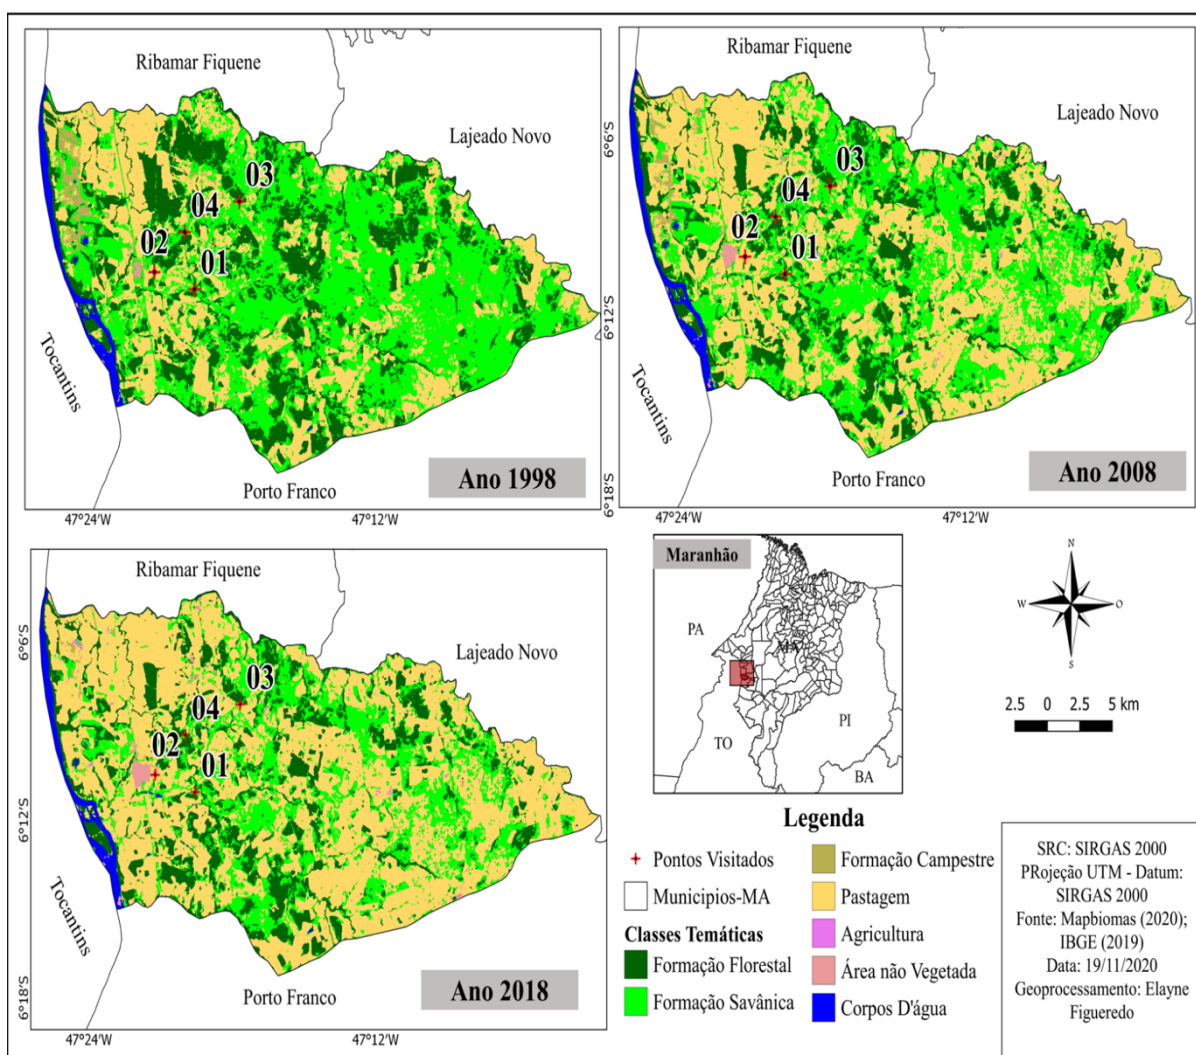 Ribamar Fiquene
Lajeado Novo
03
04
02
01
Tocantins
Porto Franco
Ano 1998
47°24'W
47°12'W
6°6'S
6°12'S
6°18'S
Ribamar Fiquene
Lajeado Novo
03
04
02
01
Tocantins
Porto Franco
Ano 2008
47°24'W
47°12'W
Ribamar Fiquene
6°6'S
Lajeado Novo
03
04
02
01
6°12'S
Tocantins
Porto Franco
6°18'S
Ano 2018
47°24'W
47°12'W
Maranhão
PA
MA
TO
PI
BA
N
W
O
S
2.5 0 2.5 5 km
Legenda
Pontos Visitados
Municipios-MA
Classes Temáticas
Formação Florestal
Formação Savânica
Formação Campestre
Pastagem
Agricultura
Área não Vegetada
Corpos D'água
SRC: SIRGAS 2000
PRojeção UTM - Datum:
SIRGAS 2000
Fonte: Mapbiomas (2020);
IBGE (2019)
Data: 19/11/2020
Geoprocessamento: Elayne
Figueredo